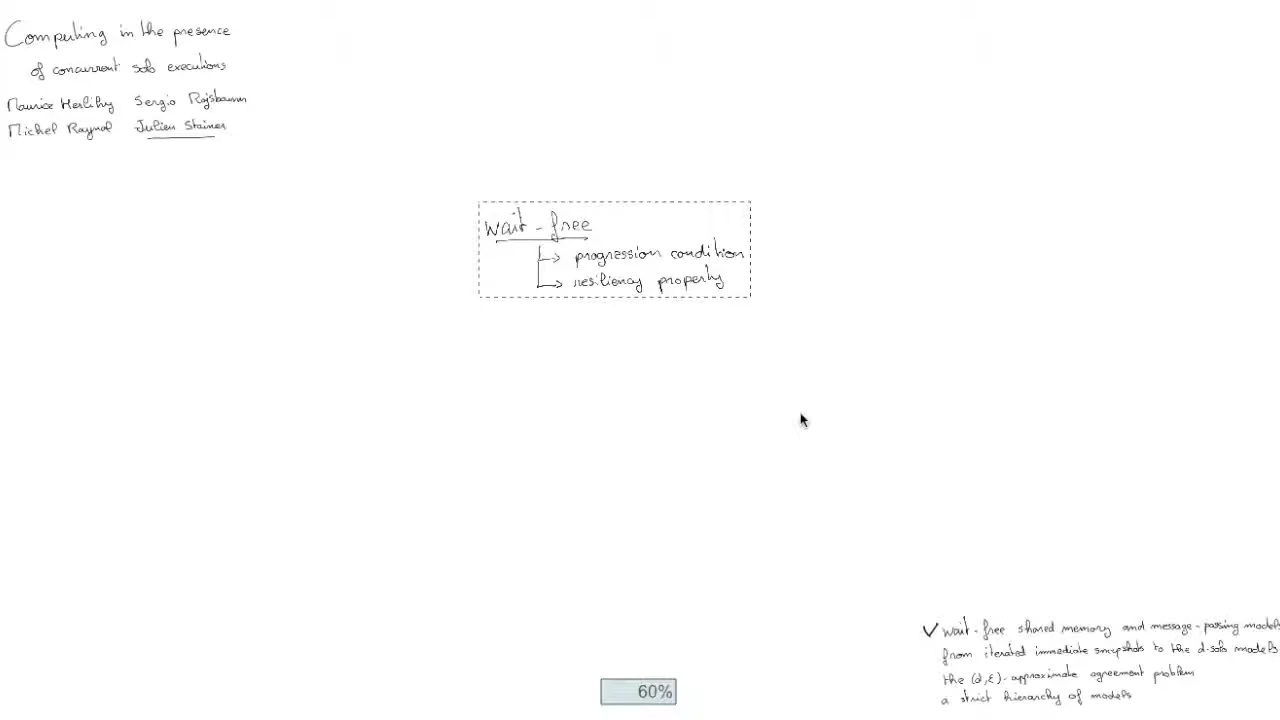 Computing in the presence
of concurrent solo executions
Maurice Herlihy Sergio Rajsbaum
Michel Raynal Julien Stainer
wait-free
→ progression condition
→ resiliency property
✓ wait-free shared memory and message-passing models
from iterated immediate snapshots to the d-solo models
the (d,ε)-approximate agreement problem
a strict hierarchy of models
60%